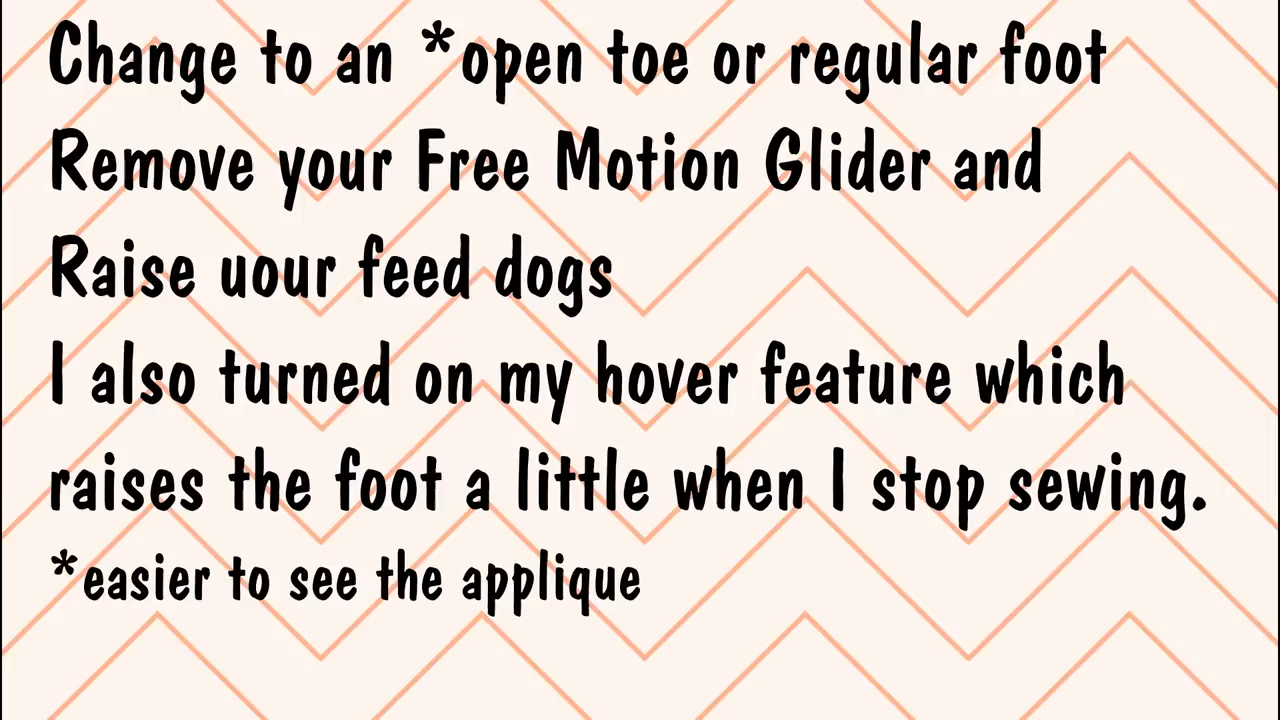 Change to an *open toe or regular foot
Remove your Free Motion Glider and
Raise uour feed dogs
I also turned on my hover feature which
raises the foot a little when I stop sewing.
*easier to see the applique